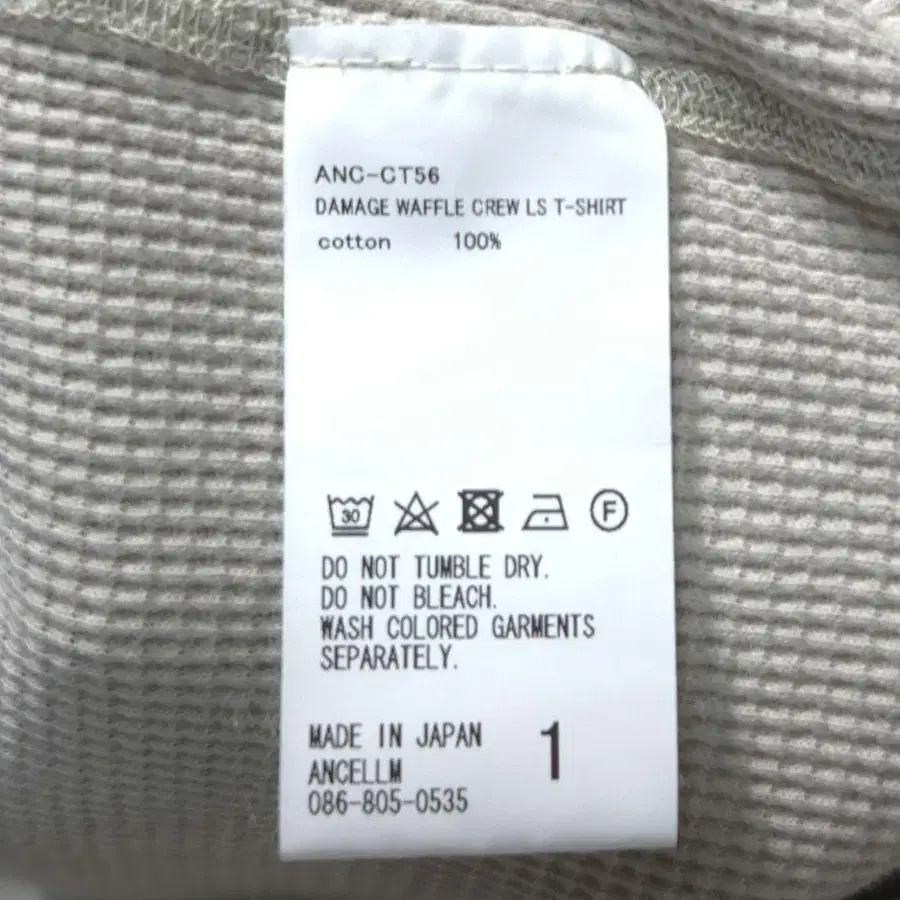 ANC-CT56
DAMAGE WAFFLE CREW LS T-SHIRT
cotton 100%
30 F
DO NOT TUMBLE DRY.
DO NOT BLEACH.
WASH COLORED GARMENTS
SEPARATELY.
MADE IN JAPAN 1
ANCELLM
086-805-0535